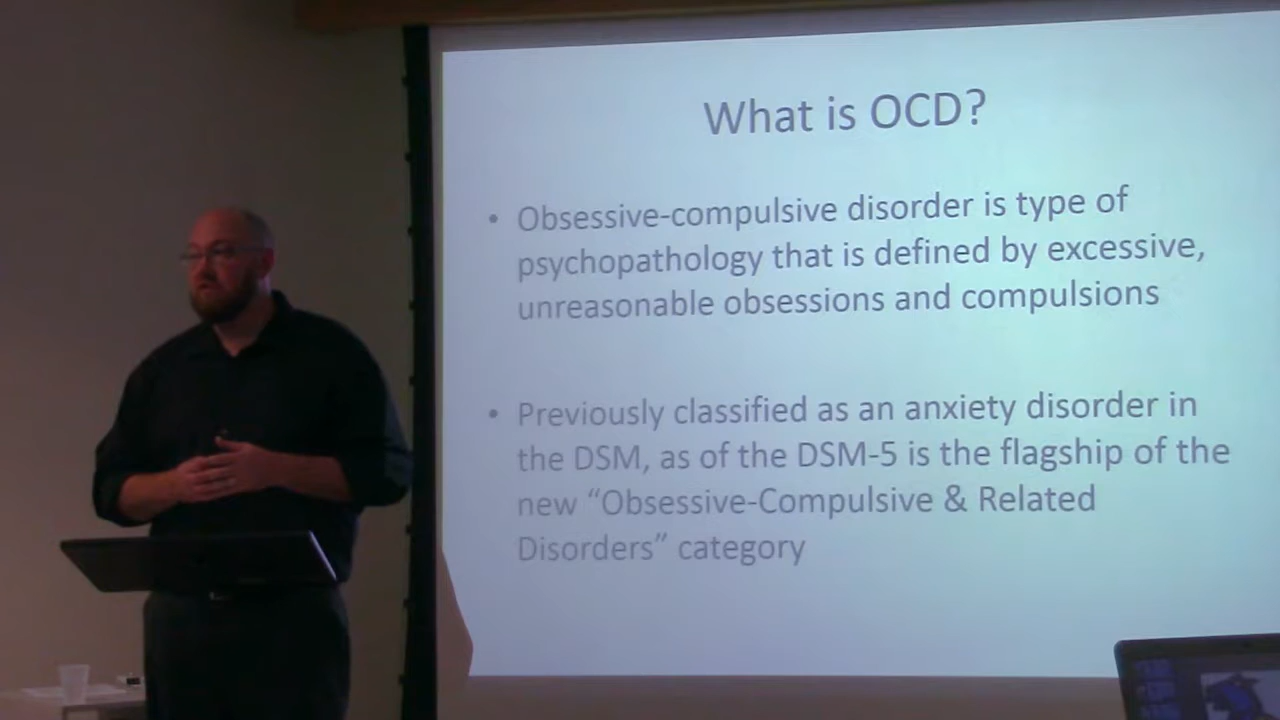 What is OCD?
• Obsessive-compulsive disorder is type of
psychopathology that is defined by excessive,
unreasonable obsessions and compulsions
• Previously classified as an anxiety disorder in
the DSM, as of the DSM-5 is the flagship of the
new “Obsessive-Compulsive & Related
Disorders” category